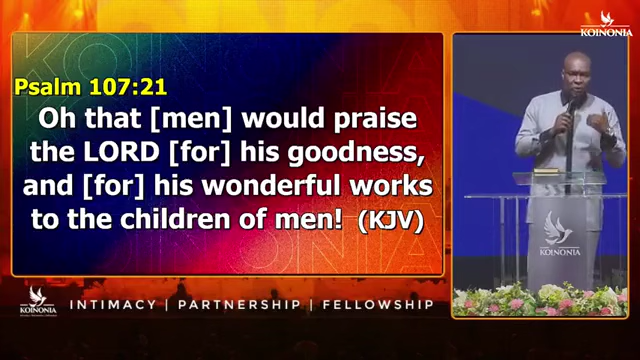 KOINONIA
Psalm 107:21
Oh that [men] would praise
the LORD [for] his goodness,
and [for] his wonderful works
to the children of men! (KJV)
KOINONIA
KOINONIA
INTIMACY | PARTNERSHIP | FELLOWSHIP